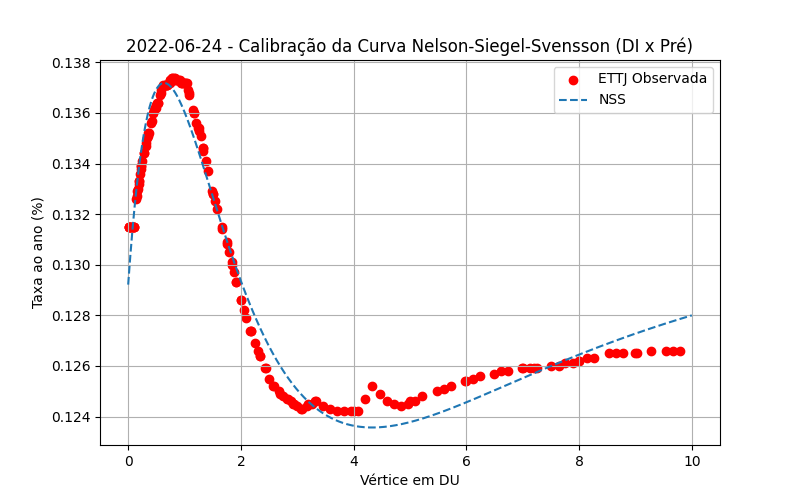 2022-06-24 - Calibração da Curva Nelson-Siegel-Svensson (DI x Pré)
ETTJ Observada
NSS
Taxa ao ano (%)
0.138
0.136
0.134
0.132
0.130
0.128
0.126
0.124
0 2 4 6 8 10
Vértice em DU